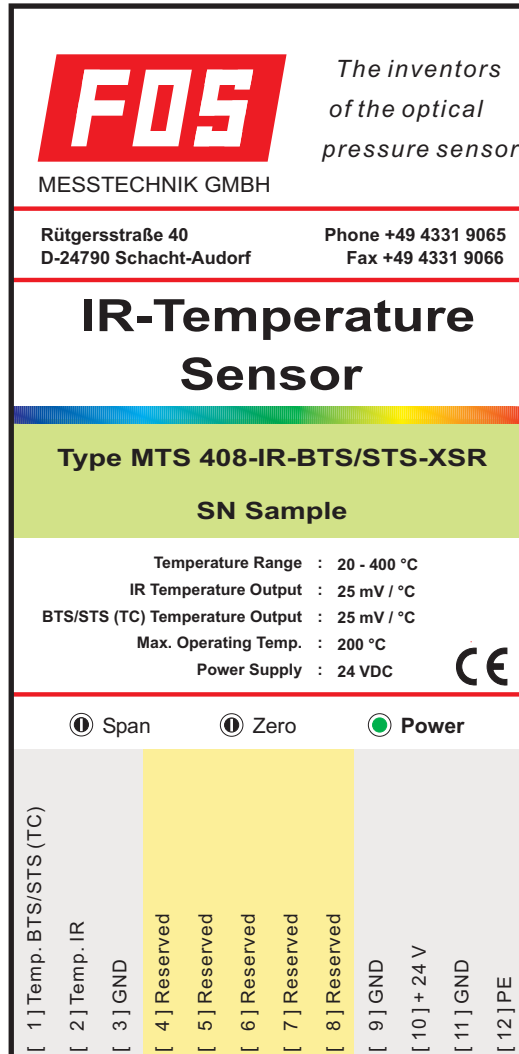 FOS
The inventors
of the optical
pressure sensor
MESSTECHNIK GMBH
Rütgersstraße 40
D-24790 Schacht-Audorf
Phone +49 4331 9065
Fax +49 4331 9066
IR-Temperature
Sensor
Type MTS 408-IR-BTS/STS-XSR
SN Sample
Temperature Range : 20 - 400 °C
IR Temperature Output : 25 mV / °C
BTS/STS (TC) Temperature Output : 25 mV / °C
Max. Operating Temp. : 200 °C
Power Supply : 24 VDC
CE
Span Zero Power
[ 1 ] Temp. BTS/STS (TC)
[ 2 ] Temp. IR
[ 3 ] GND
[ 4 ] Reserved
[ 5 ] Reserved
[ 6 ] Reserved
[ 7 ] Reserved
[ 8 ] Reserved
[ 9 ] GND
[ 10 ] + 24 V
[ 11 ] GND
[ 12 ] PE